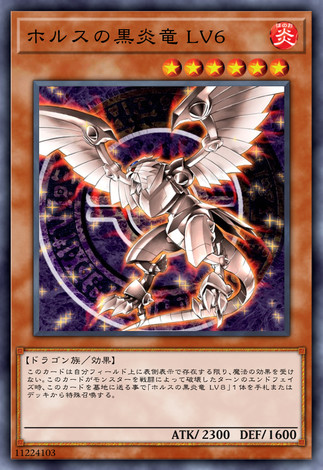 ホルスの黒炎竜 LV6
炎
【ドラゴン族／効果】
このカードは自分フィールド上に表側表示で存在する限り、魔法の効果を受け
ない。このカードがモンスターを戦闘によって破壊したターンのエンドフェイ
ズ時、このカードを墓地に送る事で「ホルスの黒炎竜 LV8」1体を手札または
デッキから特殊召喚する。
ATK/ 2300 DEF/1600
11224103